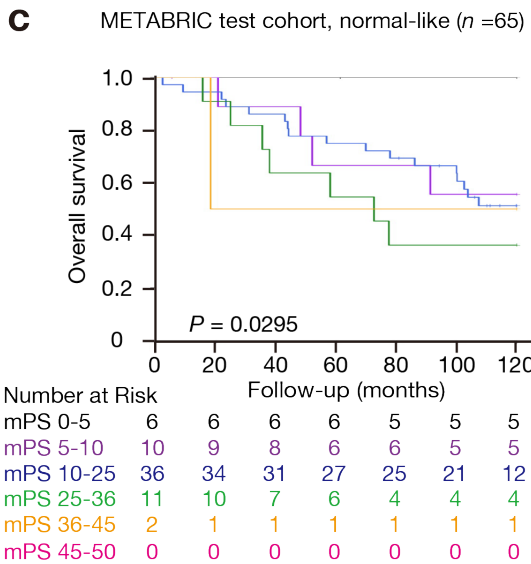 C METABRIC test cohort, normal-like (n =65)
Overall survival
1.0
0.8
0.6
0.4
0.2
0
P = 0.0295
0 20 40 60 80 100 120
Follow-up (months)
Number at Risk
mPS 0-5 6 6 6 6 5 5 5
mPS 5-10 10 9 8 6 6 5 5
mPS 10-25 36 34 31 27 25 21 12
mPS 25-36 11 10 7 6 4 4 4
mPS 36-45 2 1 1 1 1 1 1
mPS 45-50 0 0 0 0 0 0 0